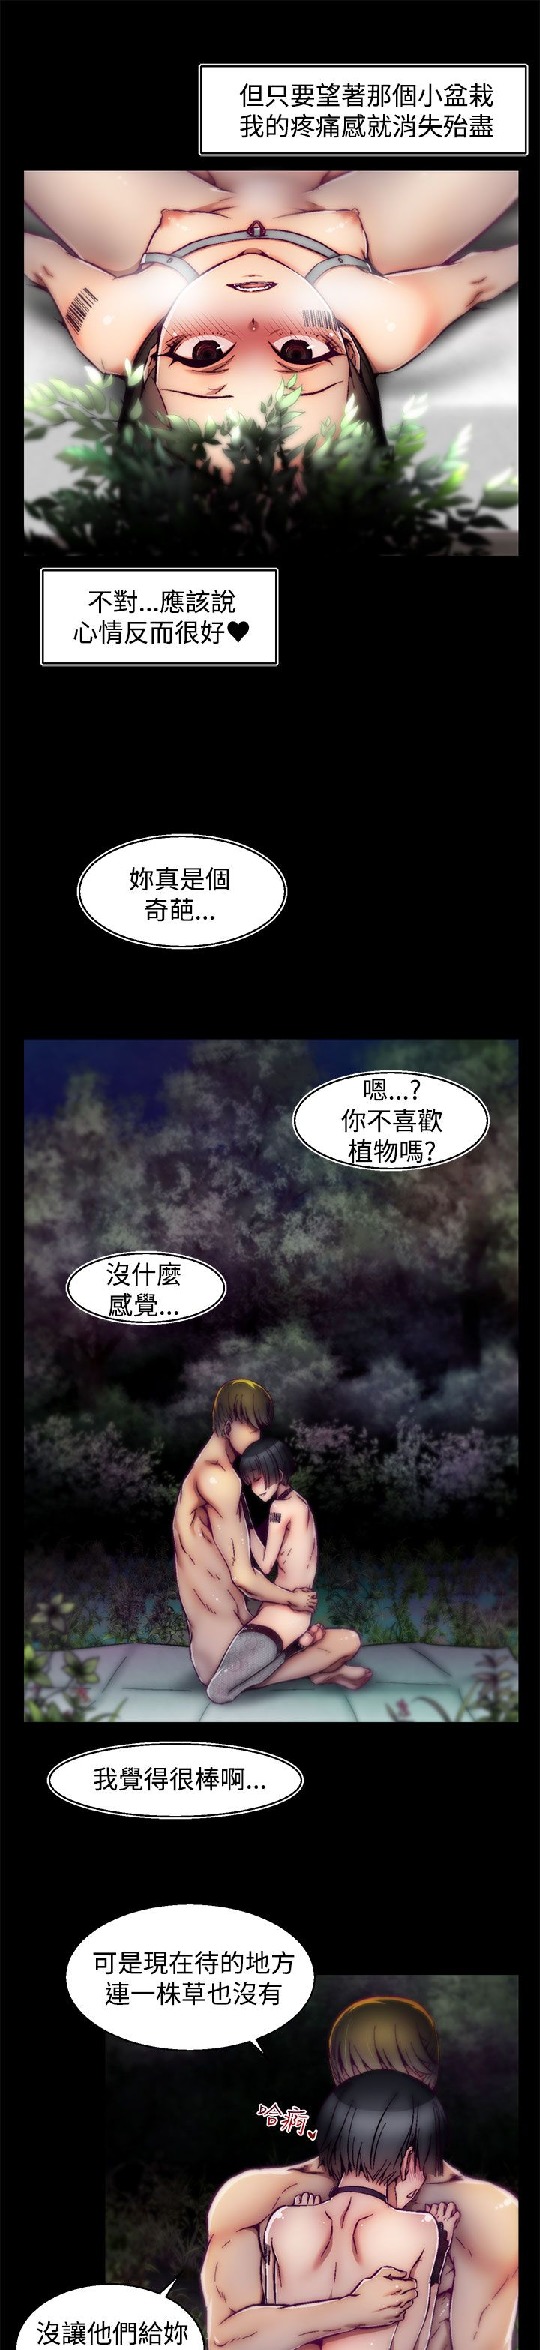 但只要望著那個小盆栽
我的疼痛感就消失殆盡
不對...應該說
心情反而很好♥
妳真是個
奇葩...
嗯...?
你不喜歡
植物嗎?
沒什麼
感覺...
我覺得很棒啊...
可是現在待的地方
連一株草也沒有
哈癢♥
沒讓他們給妳